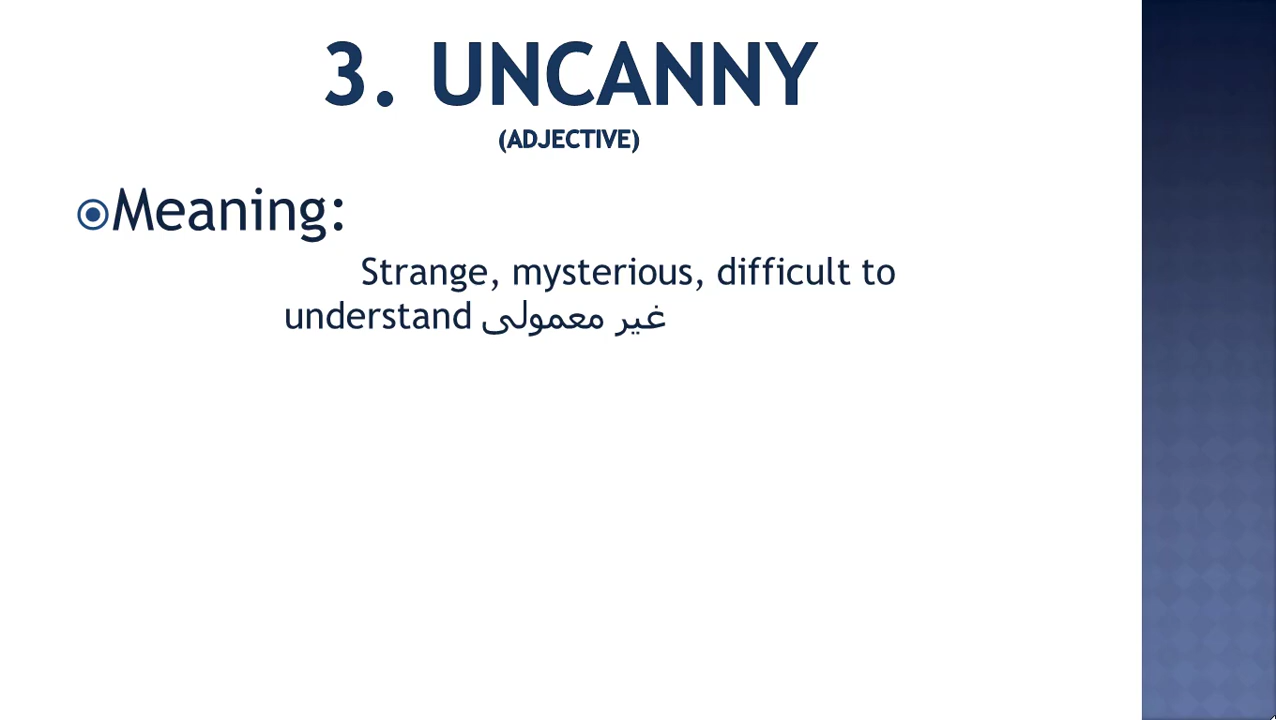 3. UNCANNY
(ADJECTIVE)
Meaning:
Strange, mysterious, difficult to
understand غیر معمولی